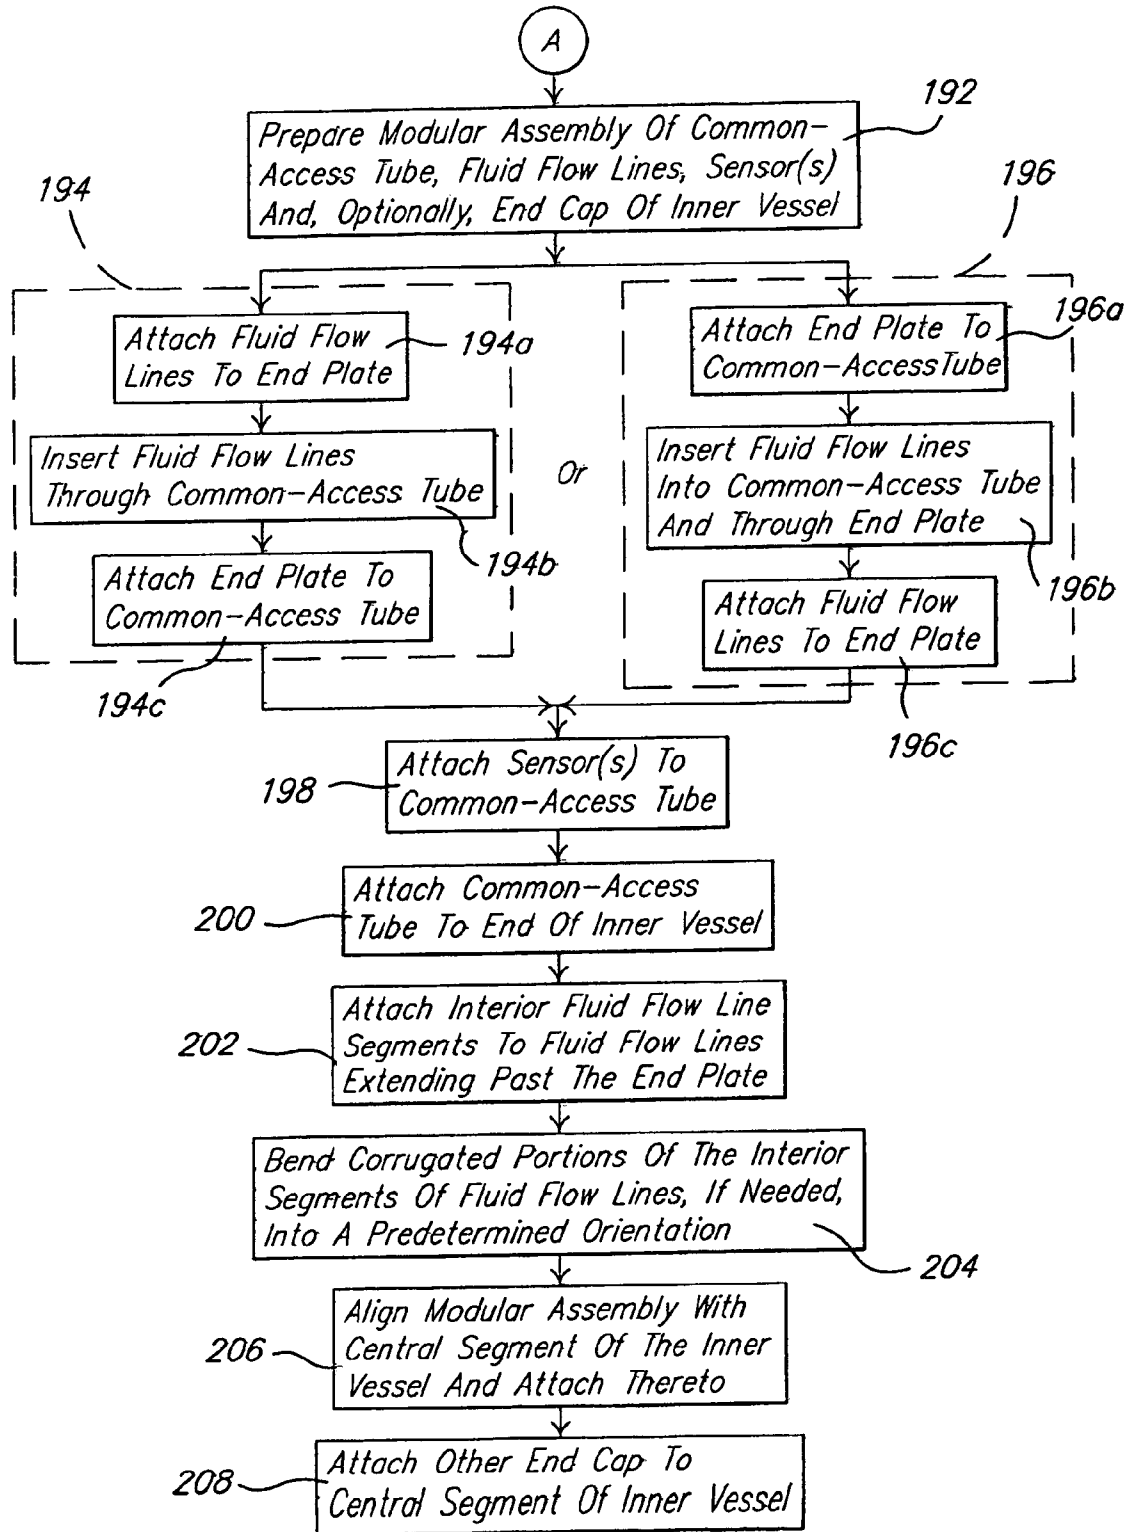 A
192
Prepare Modular Assembly Of Common-
Access Tube, Fluid Flow Lines, Sensor(s)
And, Optionally, End Cap Of Inner Vessel
194
196
Attach Fluid Flow
Lines To End Plate
194a
Insert Fluid Flow Lines
Through Common-Access Tube
194b
Attach End Plate To
Common-Access Tube
194c
Or
Attach End Plate To
Common-Access Tube
196a
Insert Fluid Flow Lines
Into Common-Access Tube
And Through End Plate
196b
Attach Fluid Flow
Lines To End Plate
196c
198
Attach Sensor(s) To
Common-Access Tube
200
Attach Common-Access
Tube To End Of Inner Vessel
202
Attach Interior Fluid Flow Line
Segments To Fluid Flow Lines
Extending Past The End Plate
Bend Corrugated Portions Of The Interior
Segments Of Fluid Flow Lines, If Needed,
Into A Predetermined Orientation
204
206
Align Modular Assembly With
Central Segment Of The Inner
Vessel And Attach Thereto
208
Attach Other End Cap To
Central Segment Of Inner Vessel